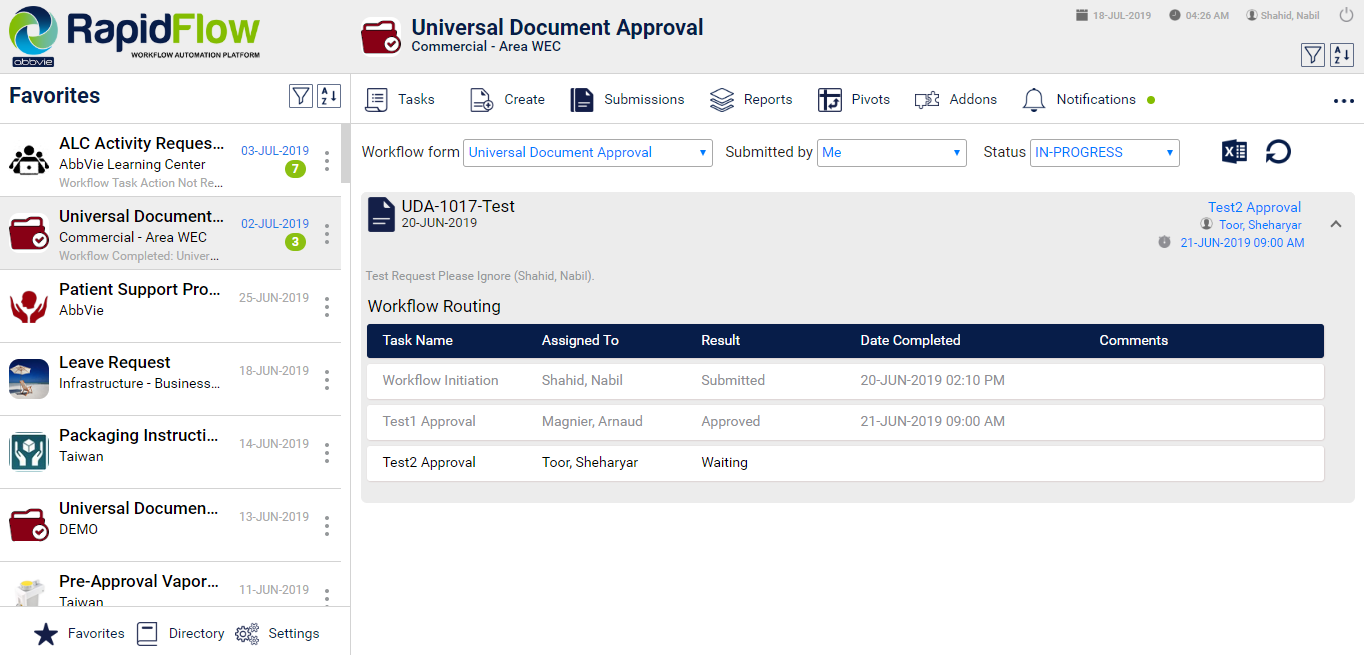 abbvie
RapidFlow
WORKFLOW AUTOMATION PLATFORM
Universal Document Approval
Commercial - Area WEC
18-JUL-2019 04:26 AM Shahid, Nabil
A Z
Favorites
A Z
ALC Activity Reques...
AbbVie Learning Center
Workflow Task Action Not Re...
03-JUL-2019
7
Universal Document...
Commercial - Area WEC
Workflow Completed: Univer...
02-JUL-2019
3
Patient Support Pro...
AbbVie
25-JUN-2019
Leave Request
Infrastructure - Business...
18-JUN-2019
Packaging Instructi...
Taiwan
14-JUN-2019
Universal Documen...
DEMO
13-JUN-2019
Pre-Approval Vapor...
Taiwan
11-JUN-2019
Favorites Directory Settings
Tasks Create Submissions Reports Pivots Addons Notifications
Workflow form Universal Document Approval Submitted by Me Status IN-PROGRESS
X
UDA-1017-Test
20-JUN-2019
Test2 Approval
Toor, Sheharyar
21-JUN-2019 09:00 AM
Test Request Please Ignore (Shahid, Nabil).
Workflow Routing
Task Name Assigned To Result Date Completed Comments
Workflow Initiation Shahid, Nabil Submitted 20-JUN-2019 02:10 PM
Test1 Approval Magnier, Arnaud Approved 21-JUN-2019 09:00 AM
Test2 Approval Toor, Sheharyar Waiting